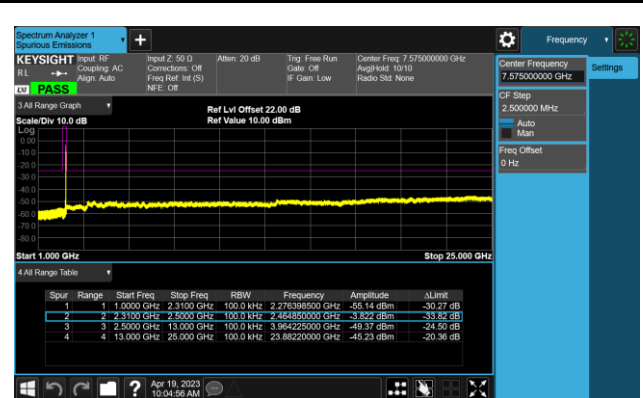 Spectrum Analyzer 1
Spurious Emissions
Frequency
KEYSIGHT Input: RF Input Z: 50 Ω Atten: 20 dB Trig: Free Run Center Freq: 7.575000000 GHz
RL Coupling: AC Corrections: Off Gate: Off Avg|Hold: 10/10
Align: Auto Freq Ref: Int (S) IF Gain: Low Radio Std: None
NFE: Off
LXI PASS
Center Frequency
7.575000000 GHz
Settings
CF Step
2.500000 MHz
Auto
Man
Freq Offset
0 Hz
3 All Range Graph
Ref Lvl Offset 22.00 dB
Scale/Div 10.0 dB Ref Value 10.00 dBm
Log
0.00
-10.0
-20.0
-30.0
-40.0
-50.0
-60.0
-70.0
-80.0
Start 1.000 GHz Stop 25.000 GHz
4 All Range Table
Spur Range Start Freq Stop Freq RBW Frequency Amplitude ΔLimit
1 1 1.0000 GHz 2.3100 GHz 100.0 kHz 2.276398500 GHz -55.14 dBm -30.27 dB
2 2 2.3100 GHz 2.5000 GHz 100.0 kHz 2.464850000 GHz -3.822 dBm -33.82 dB
3 3 2.5000 GHz 13.000 GHz 100.0 kHz 3.964225000 GHz -49.37 dBm -24.50 dB
4 4 13.000 GHz 25.000 GHz 100.0 kHz 23.88220000 GHz -45.23 dBm -20.36 dB
Apr 19, 2023
10:04:56 AM